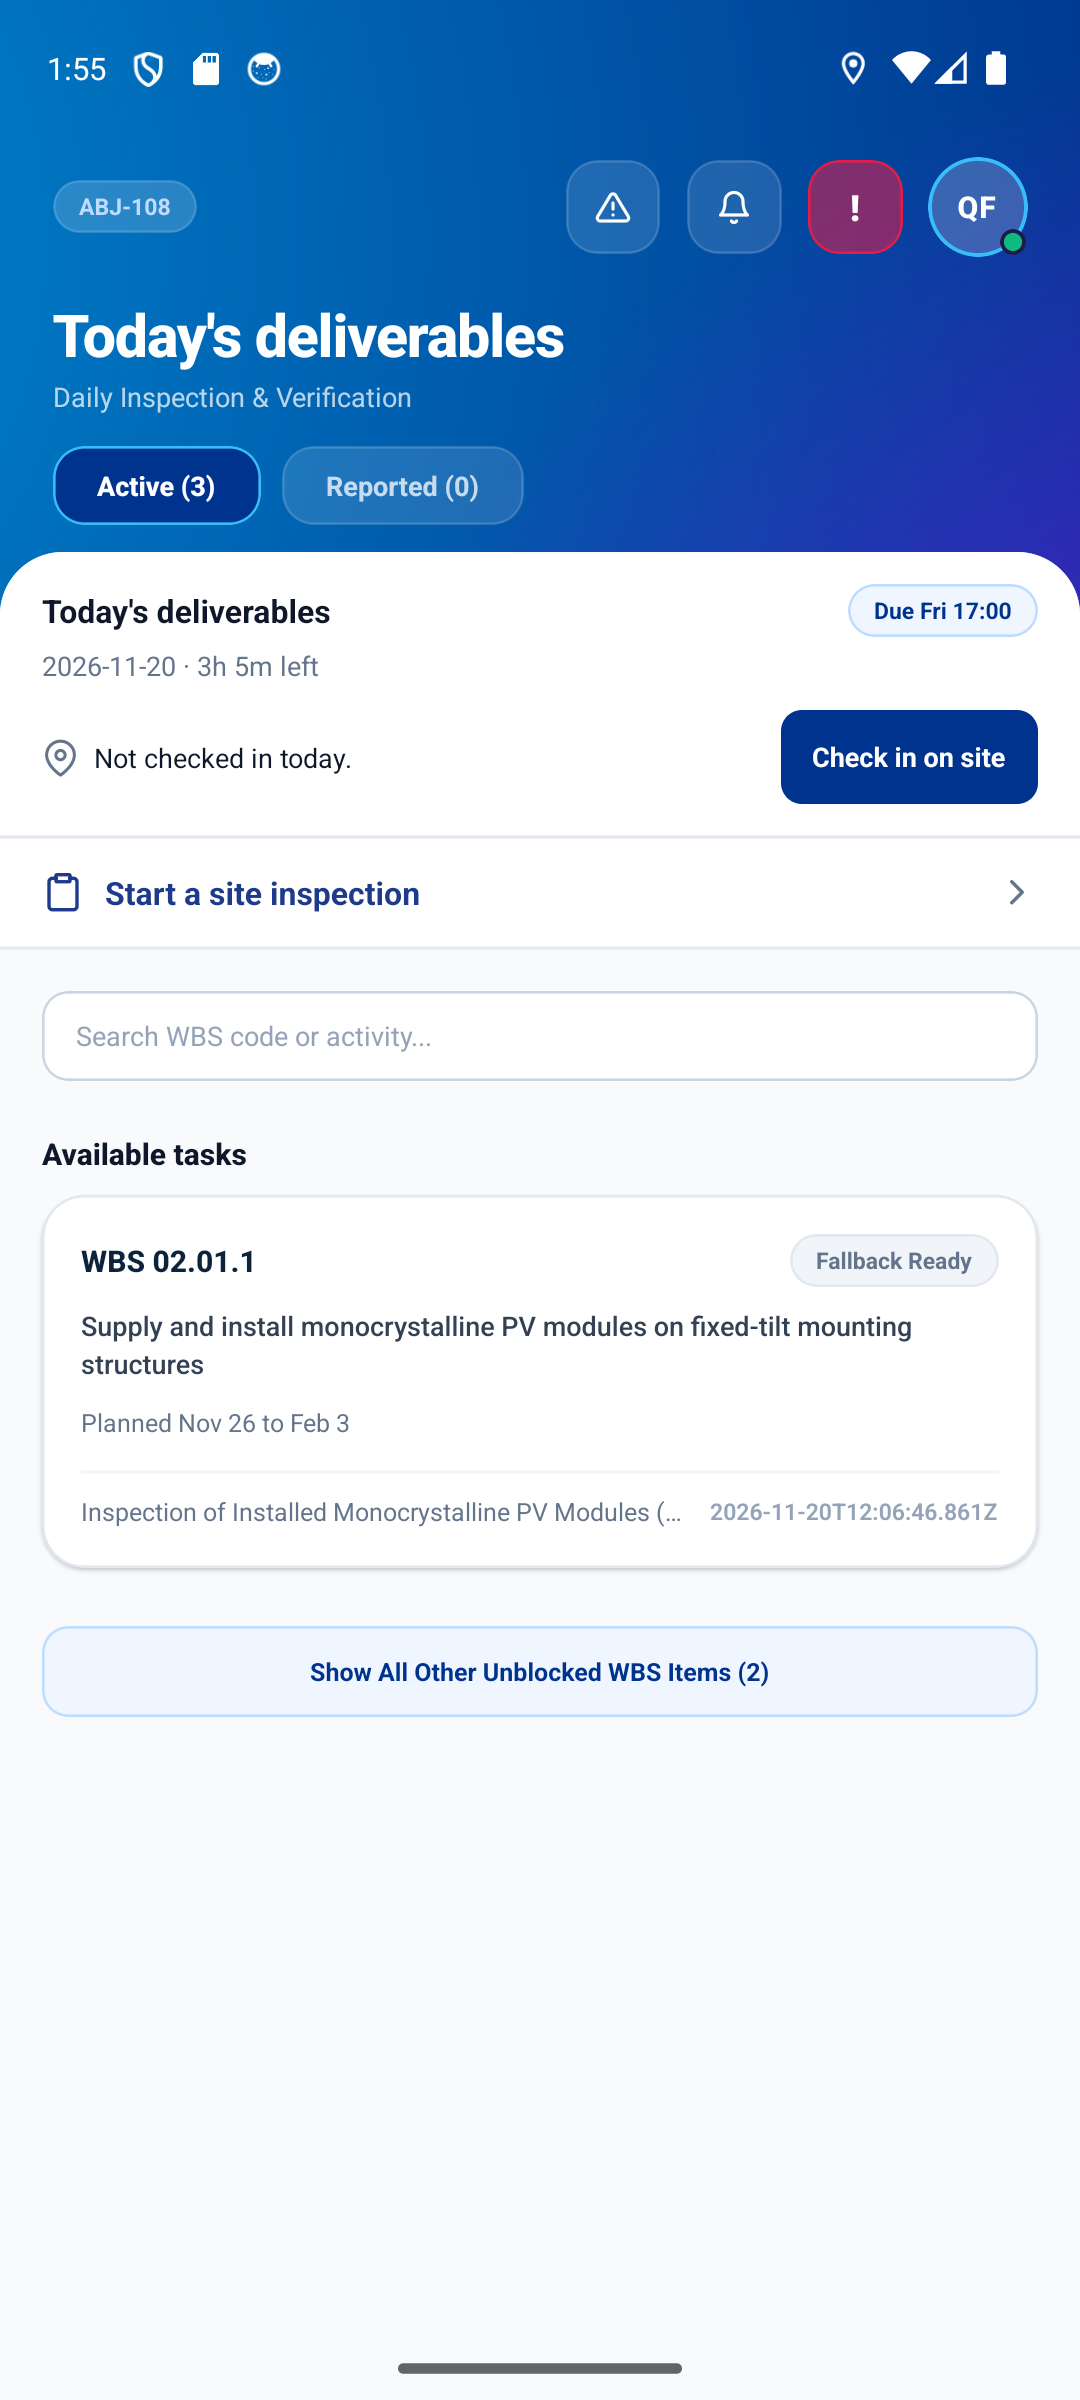 1:55
ABJ-108
!
QF
Today's deliverables
Daily Inspection & Verification
Active (3)
Reported (0)
Today's deliverables
Due Fri 17:00
2026-11-20 · 3h 5m left
Not checked in today.
Check in on site
Start a site inspection
Search WBS code or activity...
Available tasks
WBS 02.01.1
Fallback Ready
Supply and install monocrystalline PV modules on fixed-tilt mounting
structures
Planned Nov 26 to Feb 3
Inspection of Installed Monocrystalline PV Modules (...
2026-11-20T12:06:46.861Z
Show All Other Unblocked WBS Items (2)